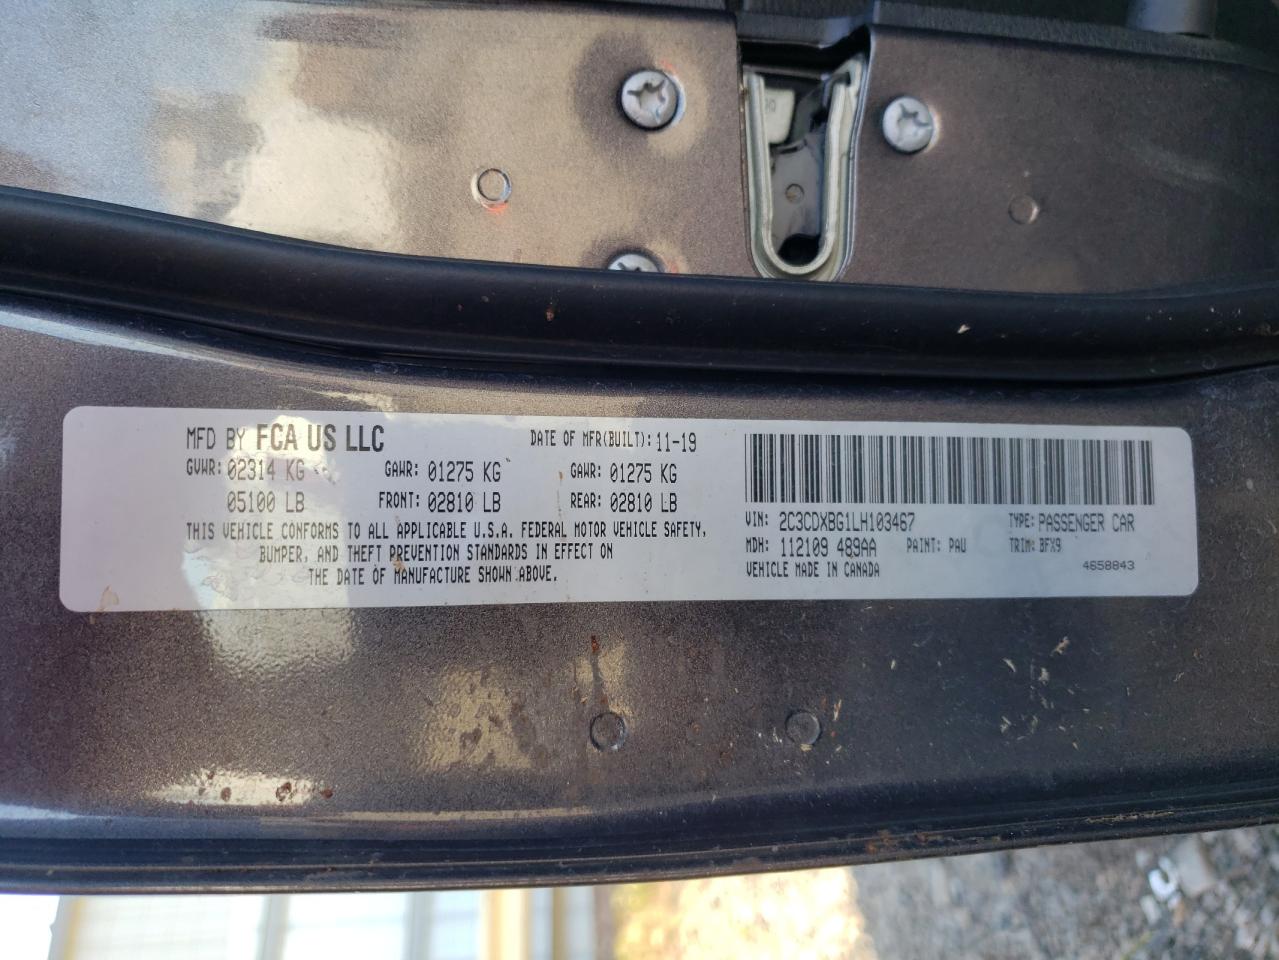 MFD BY FCA US LLC DATE OF MFR(BUILT): 11-19
GVWR: 02314 KG GAWR: 01275 KG GAWR: 01275 KG
05100 LB FRONT: 02810 LB REAR: 02810 LB
THIS VEHICLE CONFORMS TO ALL APPLICABLE U.S.A. FEDERAL MOTOR VEHICLE SAFETY,
BUMPER, AND THEFT PREVENTION STANDARDS IN EFFECT ON
THE DATE OF MANUFACTURE SHOWN ABOVE.
VIN: 2C3CDXBG1LH103467 TYPE: PASSENGER CAR
MDH: 112109 489AA PAINT: PAU TRIM: BFX9
VEHICLE MADE IN CANADA 4658843